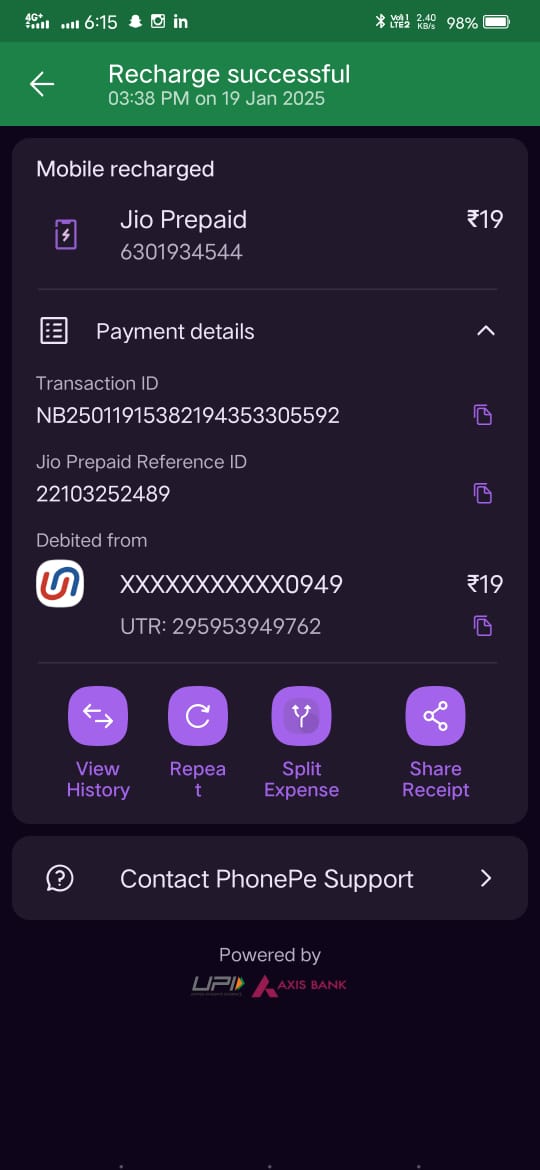 4G+ 6:15 in Vo) 1 LTE2 2.40 KB/s 98%
Recharge successful
03:38 PM on 19 Jan 2025
Mobile recharged
Jio Prepaid ₹19
6301934544
Payment details
Transaction ID
NB25011915382194353305592
Jio Prepaid Reference ID
22103252489
Debited from
XXXXXXXXXXX0949 ₹19
UTR: 295953949762
View
History
Repea
t
Split
Expense
Share
Receipt
Contact PhonePe Support
Powered by
UPI AXIS BANK